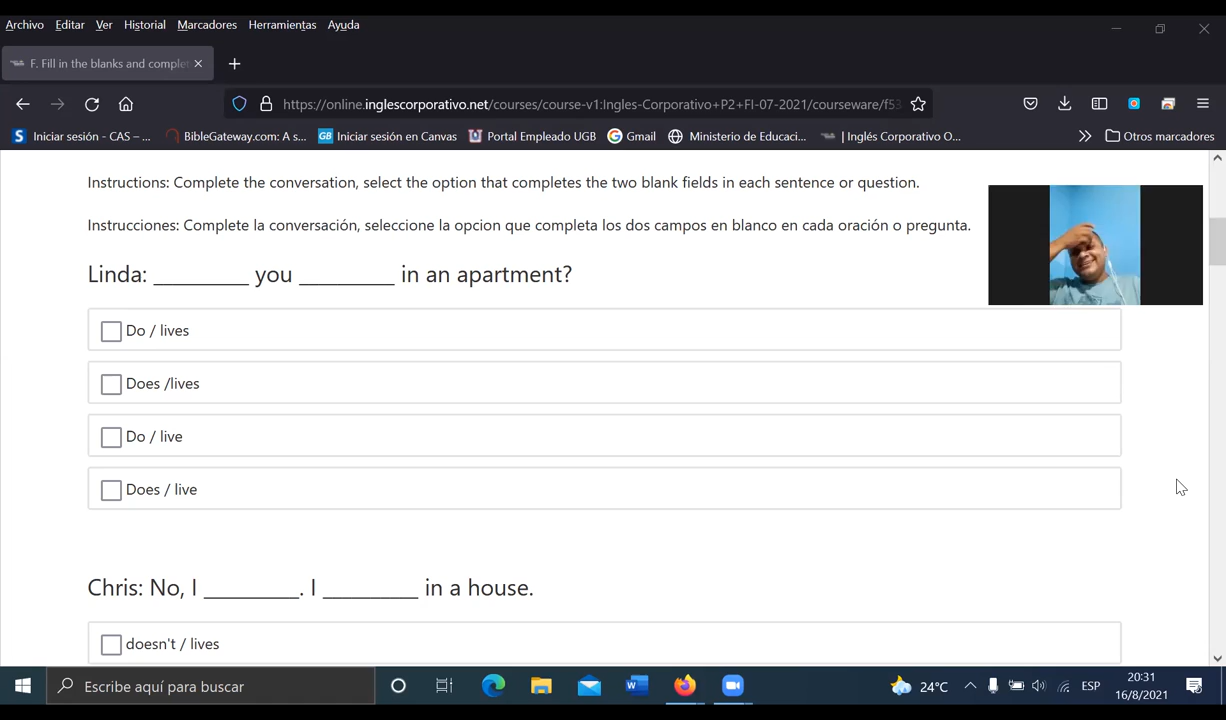 Archivo Editar Ver Historial Marcadores Herramientas Ayuda
F. Fill in the blanks and complet
https://online.inglescorporativo.net/courses/course-v1:Ingles-Corporativo+P2+FI-07-2021/courseware/f53
Iniciar sesión - CAS – ... BibleGateway.com: A s... Iniciar sesión en Canvas Portal Empleado UGB Gmail Ministerio de Educaci... | Inglés Corporativo O... Otros marcadores
Instructions: Complete the conversation, select the option that completes the two blank fields in each sentence or question.
Instrucciones: Complete la conversación, seleccione la opcion que completa los dos campos en blanco en cada oración o pregunta.
Linda: _________ you _________ in an apartment?
Do / lives
Does /lives
Do / live
Does / live
Chris: No, I _________. I _________ in a house.
doesn't / lives
Escribe aquí para buscar
24°C
ESP
20:31
16/8/2021